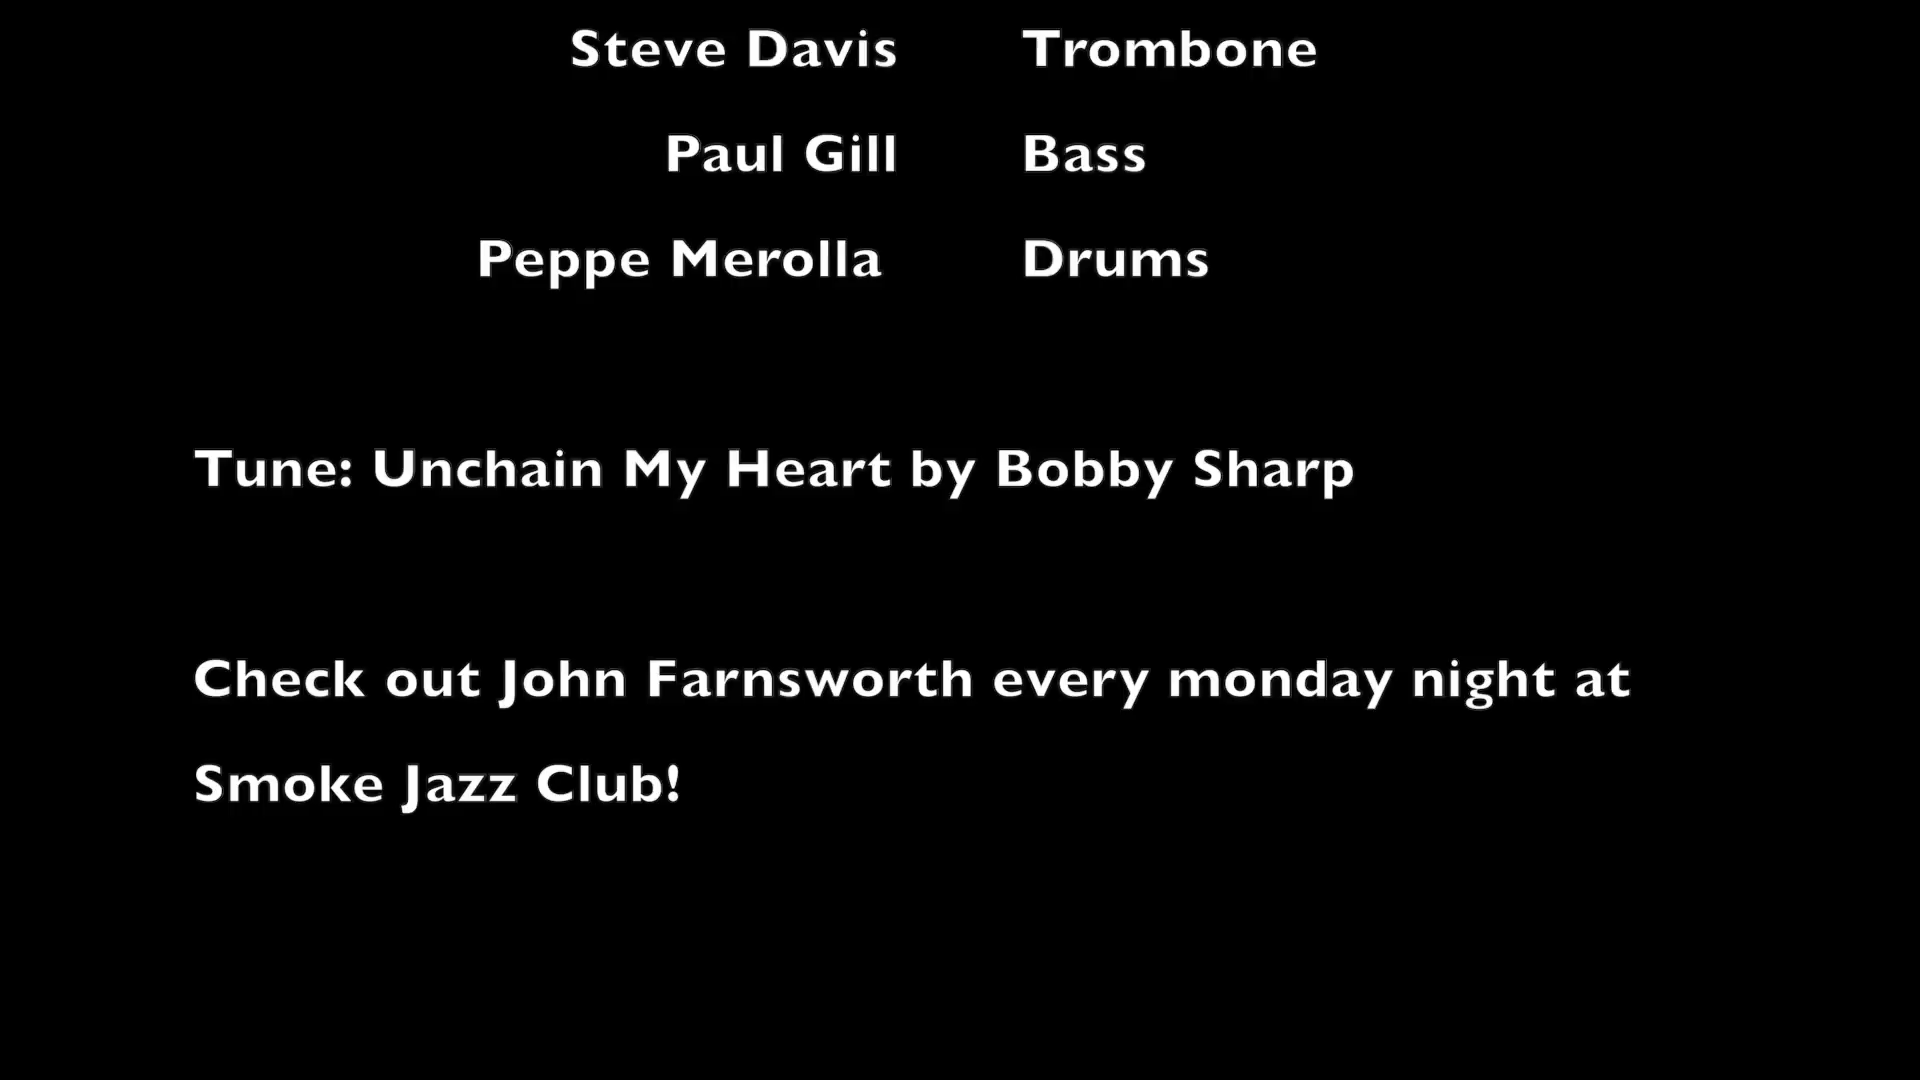 Steve Davis Trombone
Paul Gill Bass
Peppe Merolla Drums
Tune: Unchain My Heart by Bobby Sharp
Check out John Farnsworth every monday night at
Smoke Jazz Club!